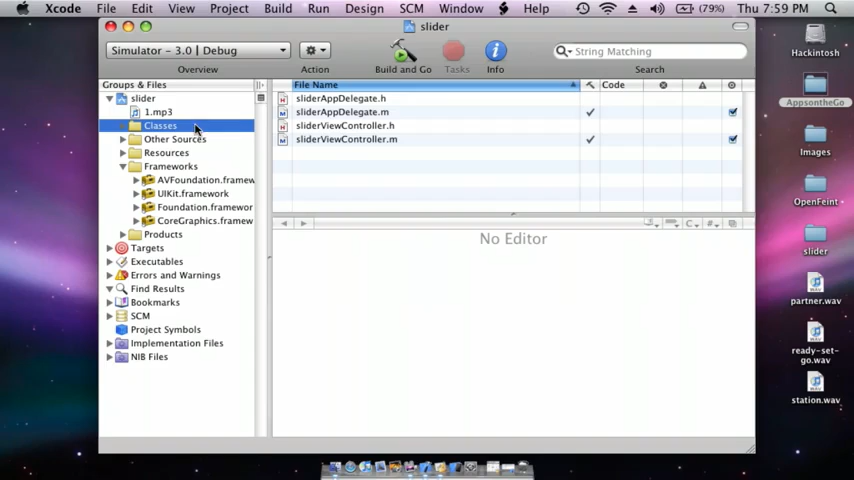 Xcode File Edit View Project Build Run Design SCM Window Help (79%) Thu 7:59 PM
slider
Simulator - 3.0 | Debug
String Matching
Overview Action Build and Go Tasks Info Search
Groups & Files
File Name Code
slider
1.mp3
Classes
Other Sources
Resources
Frameworks
AVFoundation.framew
UIKit.framework
Foundation.framewor
CoreGraphics.framew
Products
Targets
Executables
Errors and Warnings
Find Results
Bookmarks
SCM
Project Symbols
Implementation Files
NIB Files
sliderAppDelegate.h
sliderAppDelegate.m
sliderViewController.h
sliderViewController.m
No Editor
Hackintosh
AppsontheGo
Images
OpenFeint
slider
partner.wav
ready-set-
go.wav
station.wav